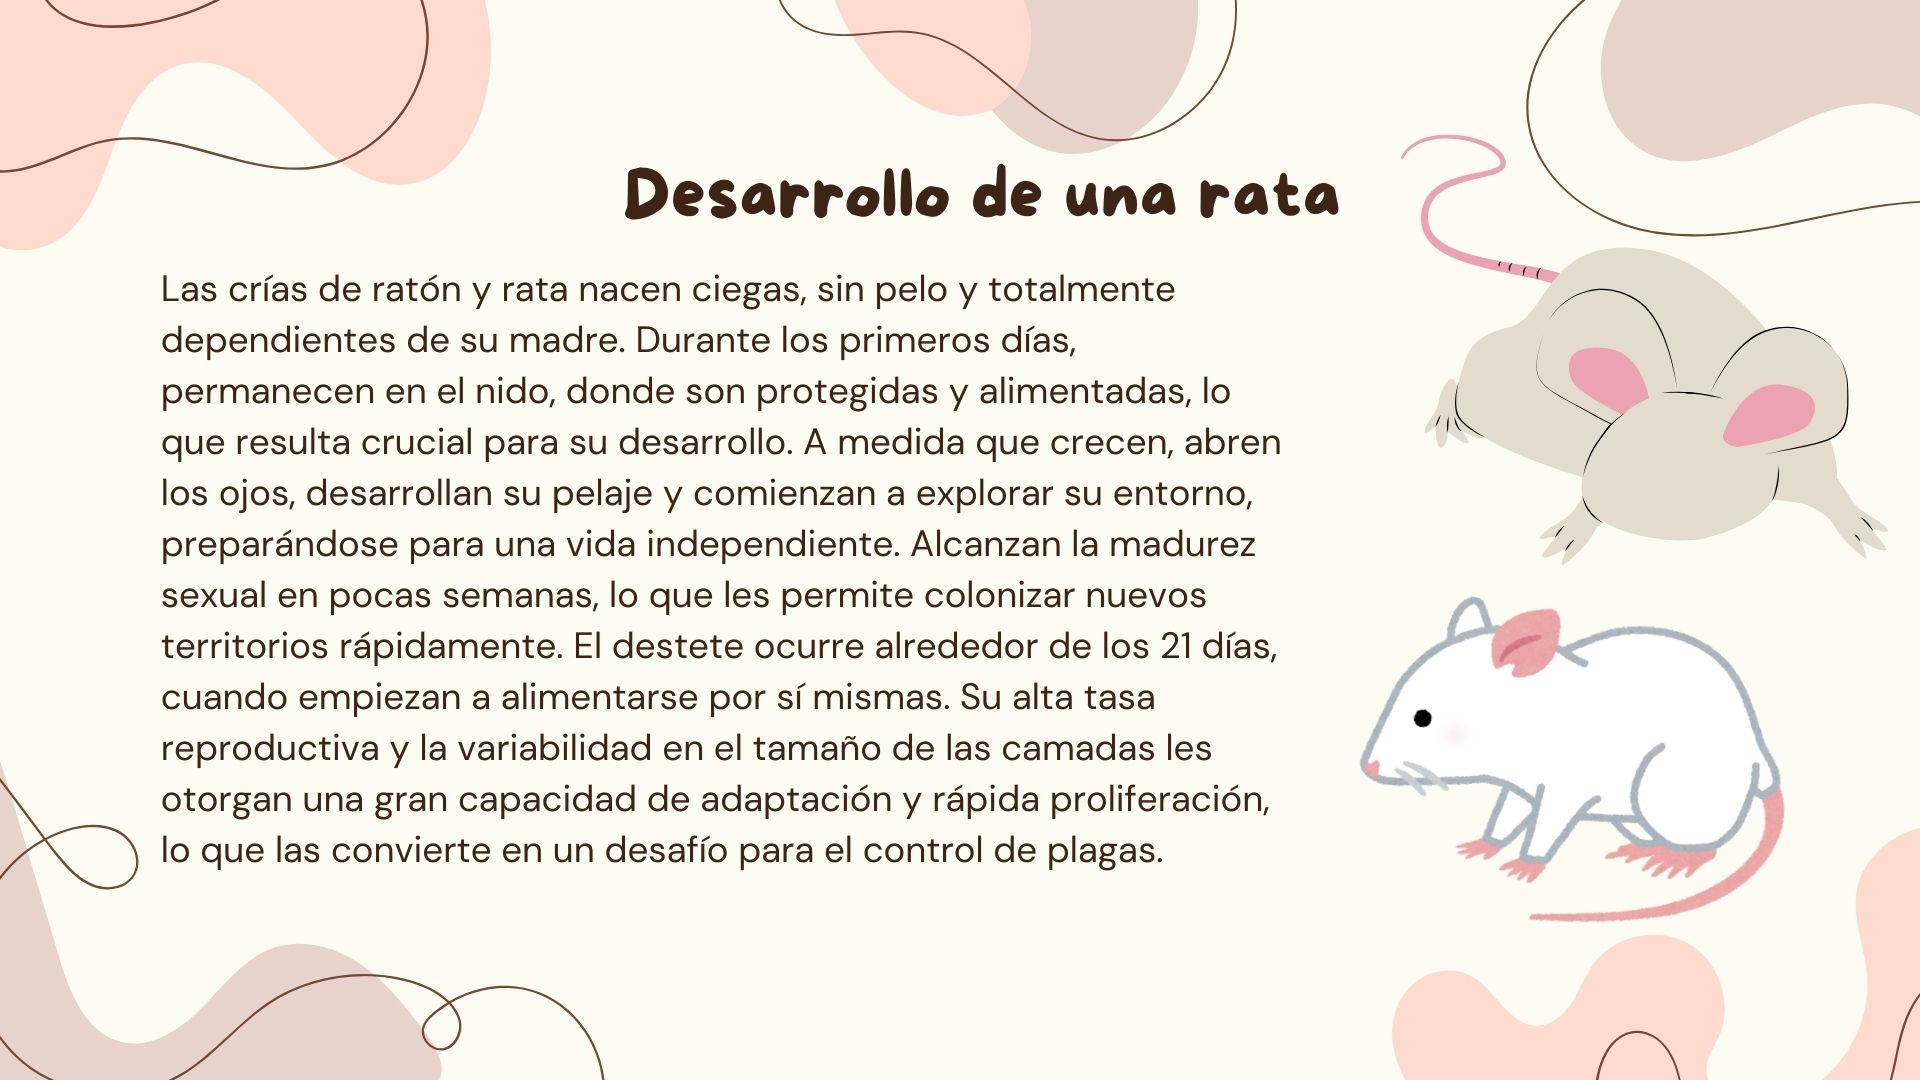 Desarrollo de una rata
Las crías de ratón y rata nacen ciegas, sin pelo y totalmente
dependientes de su madre. Durante los primeros días,
permanecen en el nido, donde son protegidas y alimentadas, lo
que resulta crucial para su desarrollo. A medida que crecen, abren
los ojos, desarrollan su pelaje y comienzan a explorar su entorno,
preparándose para una vida independiente. Alcanzan la madurez
sexual en pocas semanas, lo que les permite colonizar nuevos
territorios rápidamente. El destete ocurre alrededor de los 21 días,
cuando empiezan a alimentarse por sí mismas. Su alta tasa
reproductiva y la variabilidad en el tamaño de las camadas les
otorgan una gran capacidad de adaptación y rápida proliferación,
lo que las convierte en un desafío para el control de plagas.